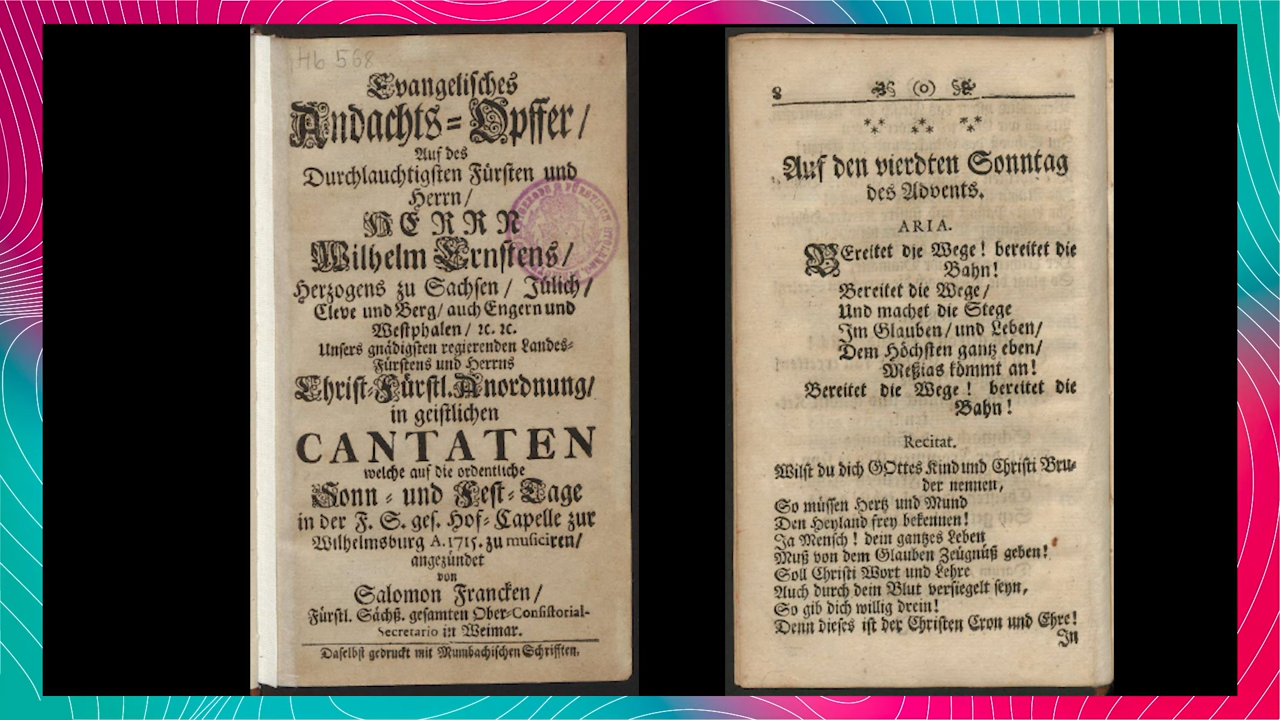 Hb 568
Evangelisches
Andachts=Opffer/
Auf des
Durchlauchtigsten Fürsten und
Herrn/
HERRN
Wilhelm Ernstens/
Herzogens zu Sachsen/ Jülich/
Cleve und Berg/ auch Engern und
Westphalen/ ꝛc. ꝛc.
Unsers gnädigsten regierenden Landes=
Fürstens und Herrns
Christ=Fürstl. Anordnung/
in geistlichen
CANTATEN
welche auf die ordentliche
Sonn= und Fest=Tage
in der F. S. ges. Hof=Capelle zur
Wilhelmsburg A. 1715. zu musiciren/
angezündet
von
Salomon Francken/
Fürstl. Sächß. gesamten Ober-Consistorial-
Secretario in Weimar.
Daselbst gedruckt mit Mumbachischen Schrifften.
8 (o)
Auf den vierdten Sonntag
des Advents.
ARIA.
BEreitet die Wege! bereitet die
Bahn!
Bereitet die Wege/
Und machet die Stege
Im Glauben/ und Leben/
Dem Höchsten gantz eben/
Meßias kömmt an!
Bereitet die Wege! bereitet die
Bahn!
Recitat.
Wilst du dich GOttes Kind und Christi Bru=
der nennen,
So müssen Hertz und Mund
Den Heyland frey bekennen!
Ja Mensch! dein gantzes Leben
Muß von dem Glauben Zeügnüß geben!
Soll Christi Wort und Lehre
Auch durch dein Blut versiegelt seyn,
So gib dich willig drein!
Denn dieses ist der Christen Cron und Ehre!
In